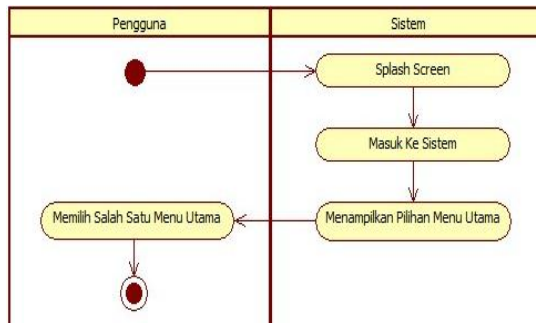 Pengguna
Sistem
Splash Screen
Masuk Ke Sistem
Menampilkan Pilihan Menu Utama
Memilih Salah Satu Menu Utama